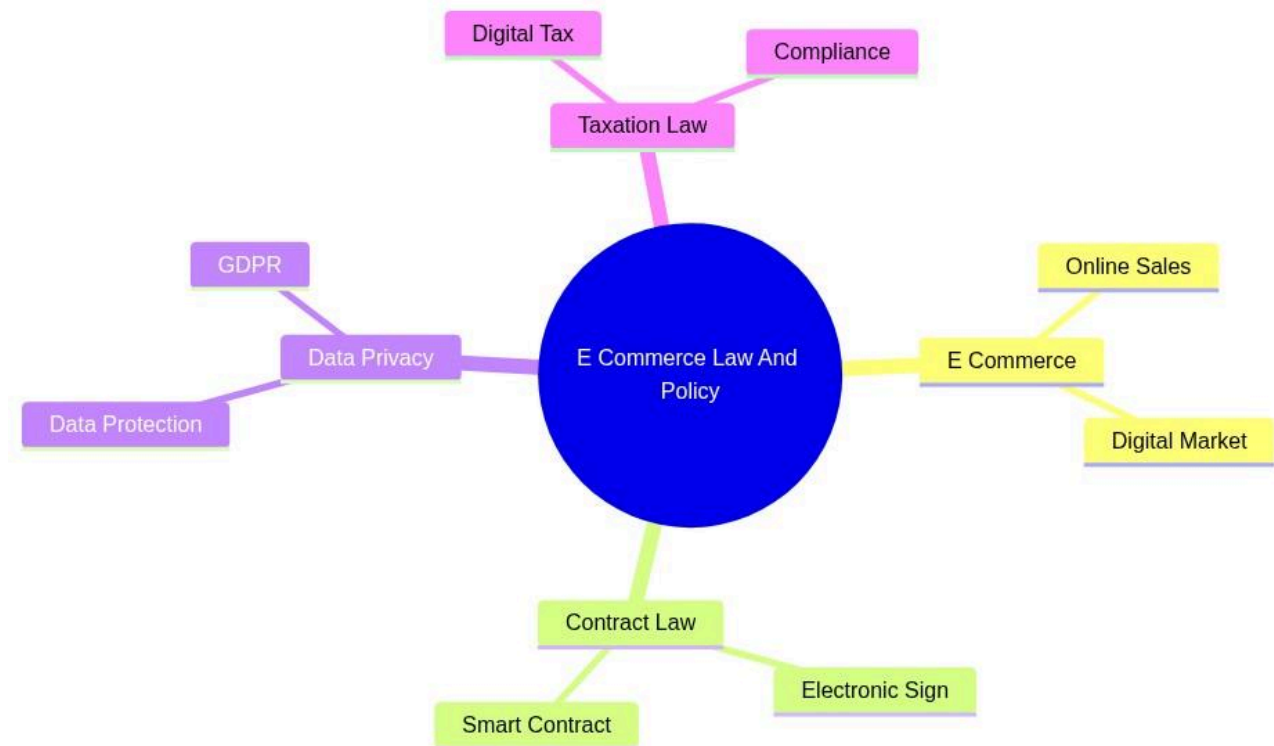 Digital Tax
Compliance
Taxation Law
GDPR
Online Sales
Data Privacy
E Commerce Law And
Policy
E Commerce
Data Protection
Digital Market
Contract Law
Electronic Sign
Smart Contract